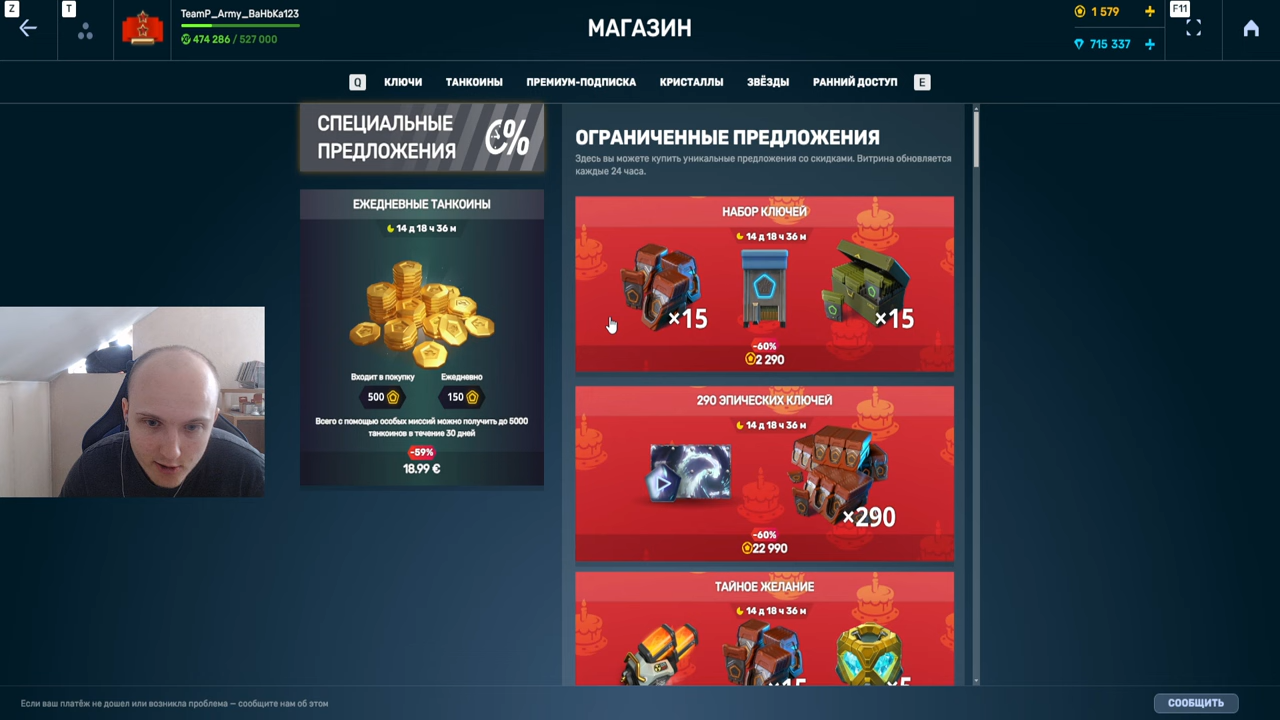 Z
T
TeamP_Army_BaHbKa123
474 286 / 527 000
МАГАЗИН
1 579
715 337
F11
Q
КЛЮЧИ
ТАНКОИНЫ
ПРЕМИУМ-ПОДПИСКА
КРИСТАЛЛЫ
ЗВЁЗДЫ
РАННИЙ ДОСТУП
E
СПЕЦИАЛЬНЫЕ
ПРЕДЛОЖЕНИЯ
%
ЕЖЕДНЕВНЫЕ ТАНКОИНЫ
14 д 18 ч 36 м
Входит в покупку
Ежедневно
500
150
Всего с помощью особых миссий можно получить до 5000
танкоинов в течение 30 дней
-59%
18.99 €
ОГРАНИЧЕННЫЕ ПРЕДЛОЖЕНИЯ
Здесь вы можете купить уникальные предложения со скидками. Витрина обновляется
каждые 24 часа.
НАБОР КЛЮЧЕЙ
14 д 18 ч 36 м
×15
×15
-60%
2 290
290 ЭПИЧЕСКИХ КЛЮЧЕЙ
14 д 18 ч 36 м
×290
-60%
22 990
ТАЙНОЕ ЖЕЛАНИЕ
14 д 18 ч 36 м
×15
×5
Если ваш платёж не дошел или возникла проблема — сообщите нам об этом
СООБЩИТЬ